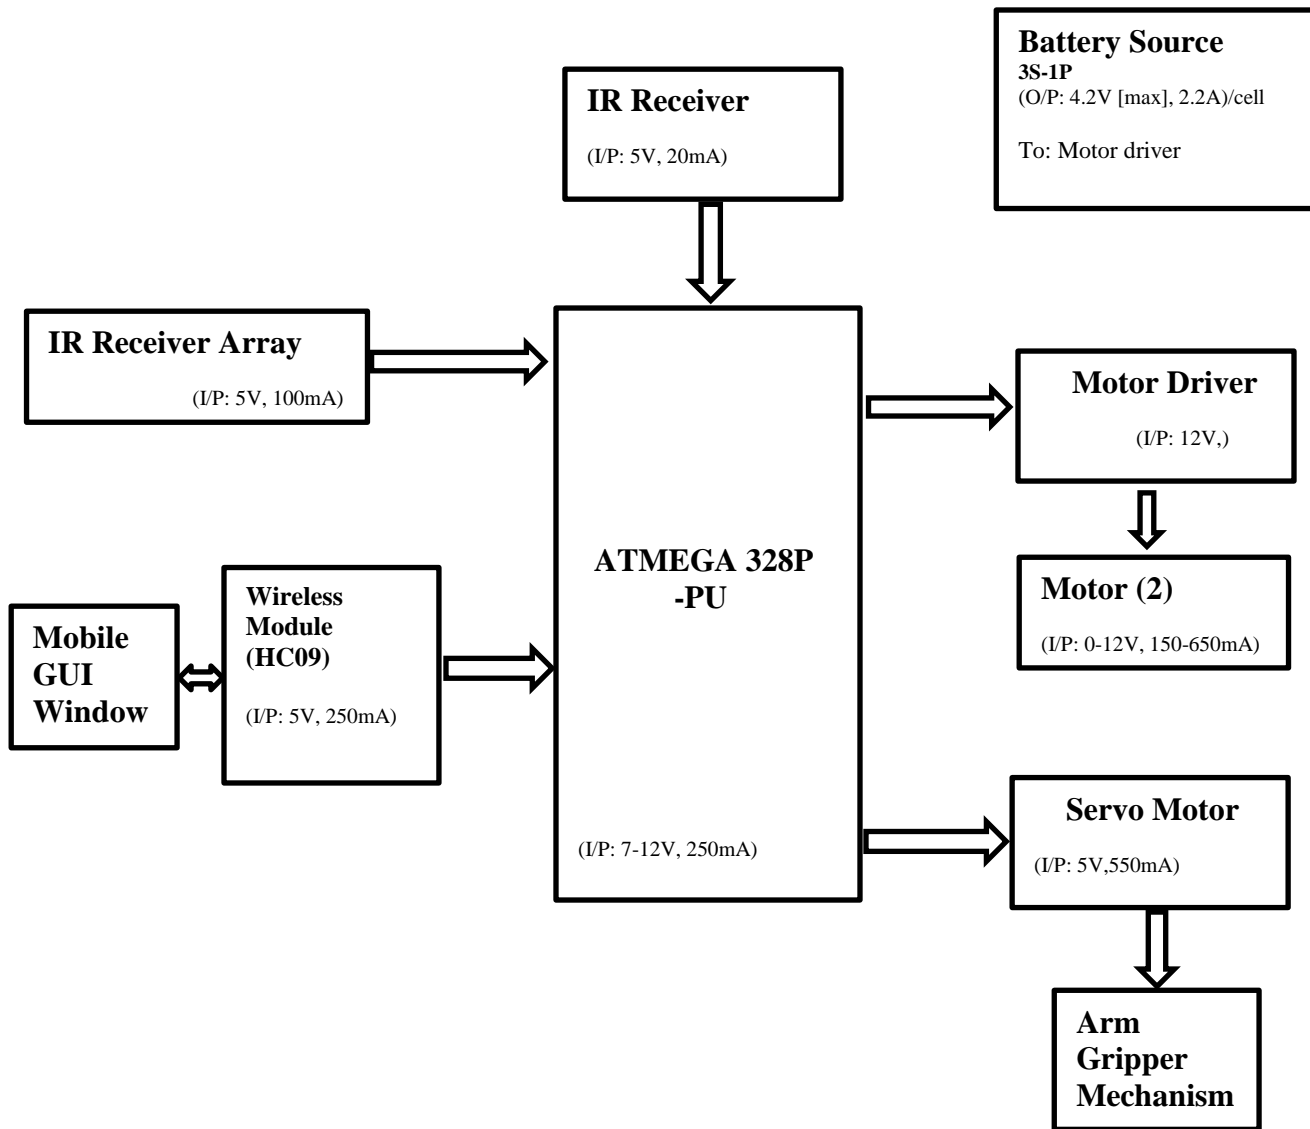 Battery Source
3S-1P
(O/P: 4.2V [max], 2.2A)/cell
To: Motor driver
IR Receiver
(I/P: 5V, 20mA)
IR Receiver Array
(I/P: 5V, 100mA)
Motor Driver
(I/P: 12V,)
ATMEGA 328P
-PU
(I/P: 7-12V, 250mA)
Motor (2)
(I/P: 0-12V, 150-650mA)
Wireless
Module
(HC09)
(I/P: 5V, 250mA)
Mobile
GUI
Window
Servo Motor
(I/P: 5V,550mA)
Arm
Gripper
Mechanism